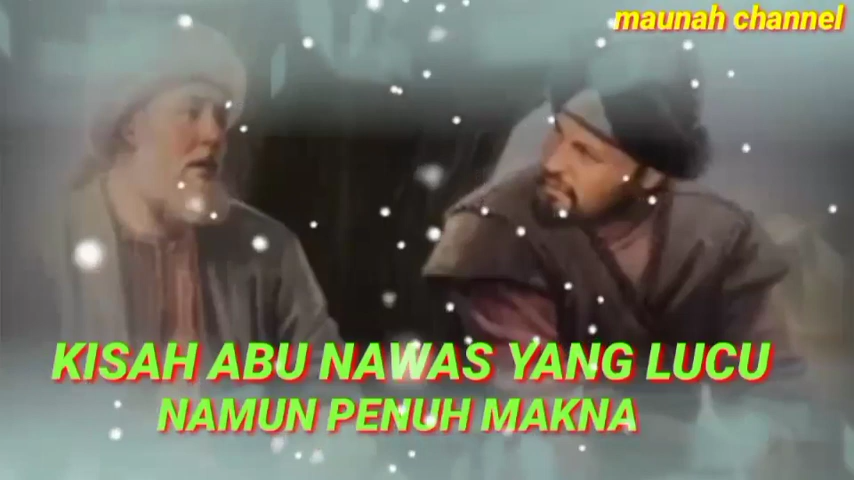 maunah channel
KISAH ABU NAWAS YANG LUCU
NAMUN PENUH MAKNA